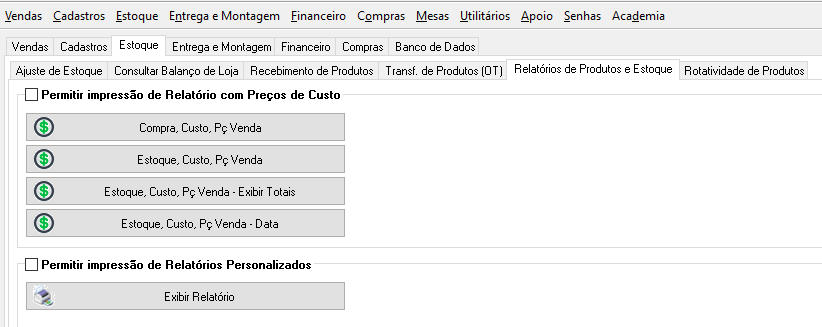 Vendas Cadastros Estoque Entrega e Montagem Financeiro Compras Mesas Utilitários Apoio Senhas Academia
Vendas Cadastros Estoque Entrega e Montagem Financeiro Compras Banco de Dados
Ajuste de Estoque Consultar Balanço de Loja Recebimento de Produtos Transf. de Produtos (OT) Relatórios de Produtos e Estoque Rotatividade de Produtos
Permitir impressão de Relatório com Preços de Custo
Compra, Custo, Pç Venda
Estoque, Custo, Pç Venda
Estoque, Custo, Pç Venda - Exibir Totais
Estoque, Custo, Pç Venda - Data
Permitir impressão de Relatórios Personalizados
Exibir Relatório